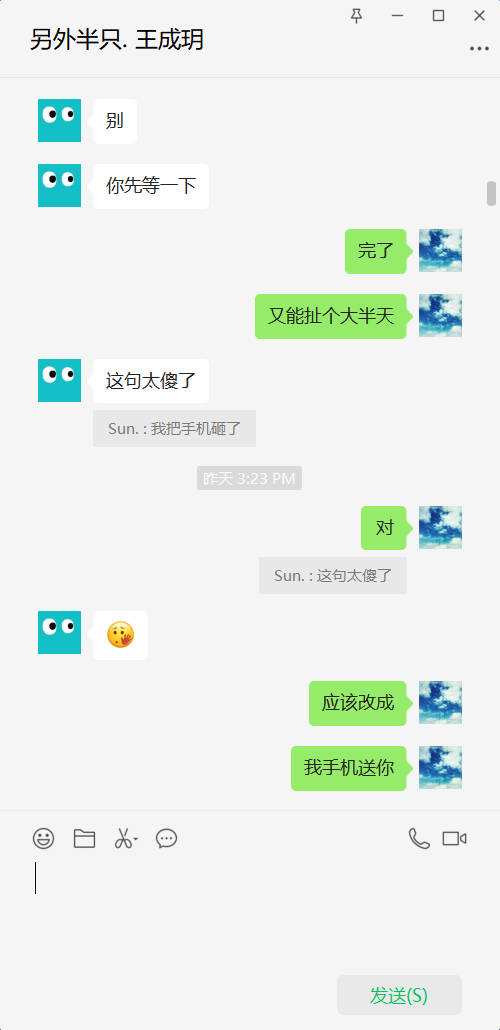 另外半只. 王成玥
别
你先等一下
完了
又能扯个大半天
这句太傻了
Sun. : 我把手机砸了
昨天 3:23 PM
对
Sun. : 这句太傻了
应该改成
我手机送你
发送(S)